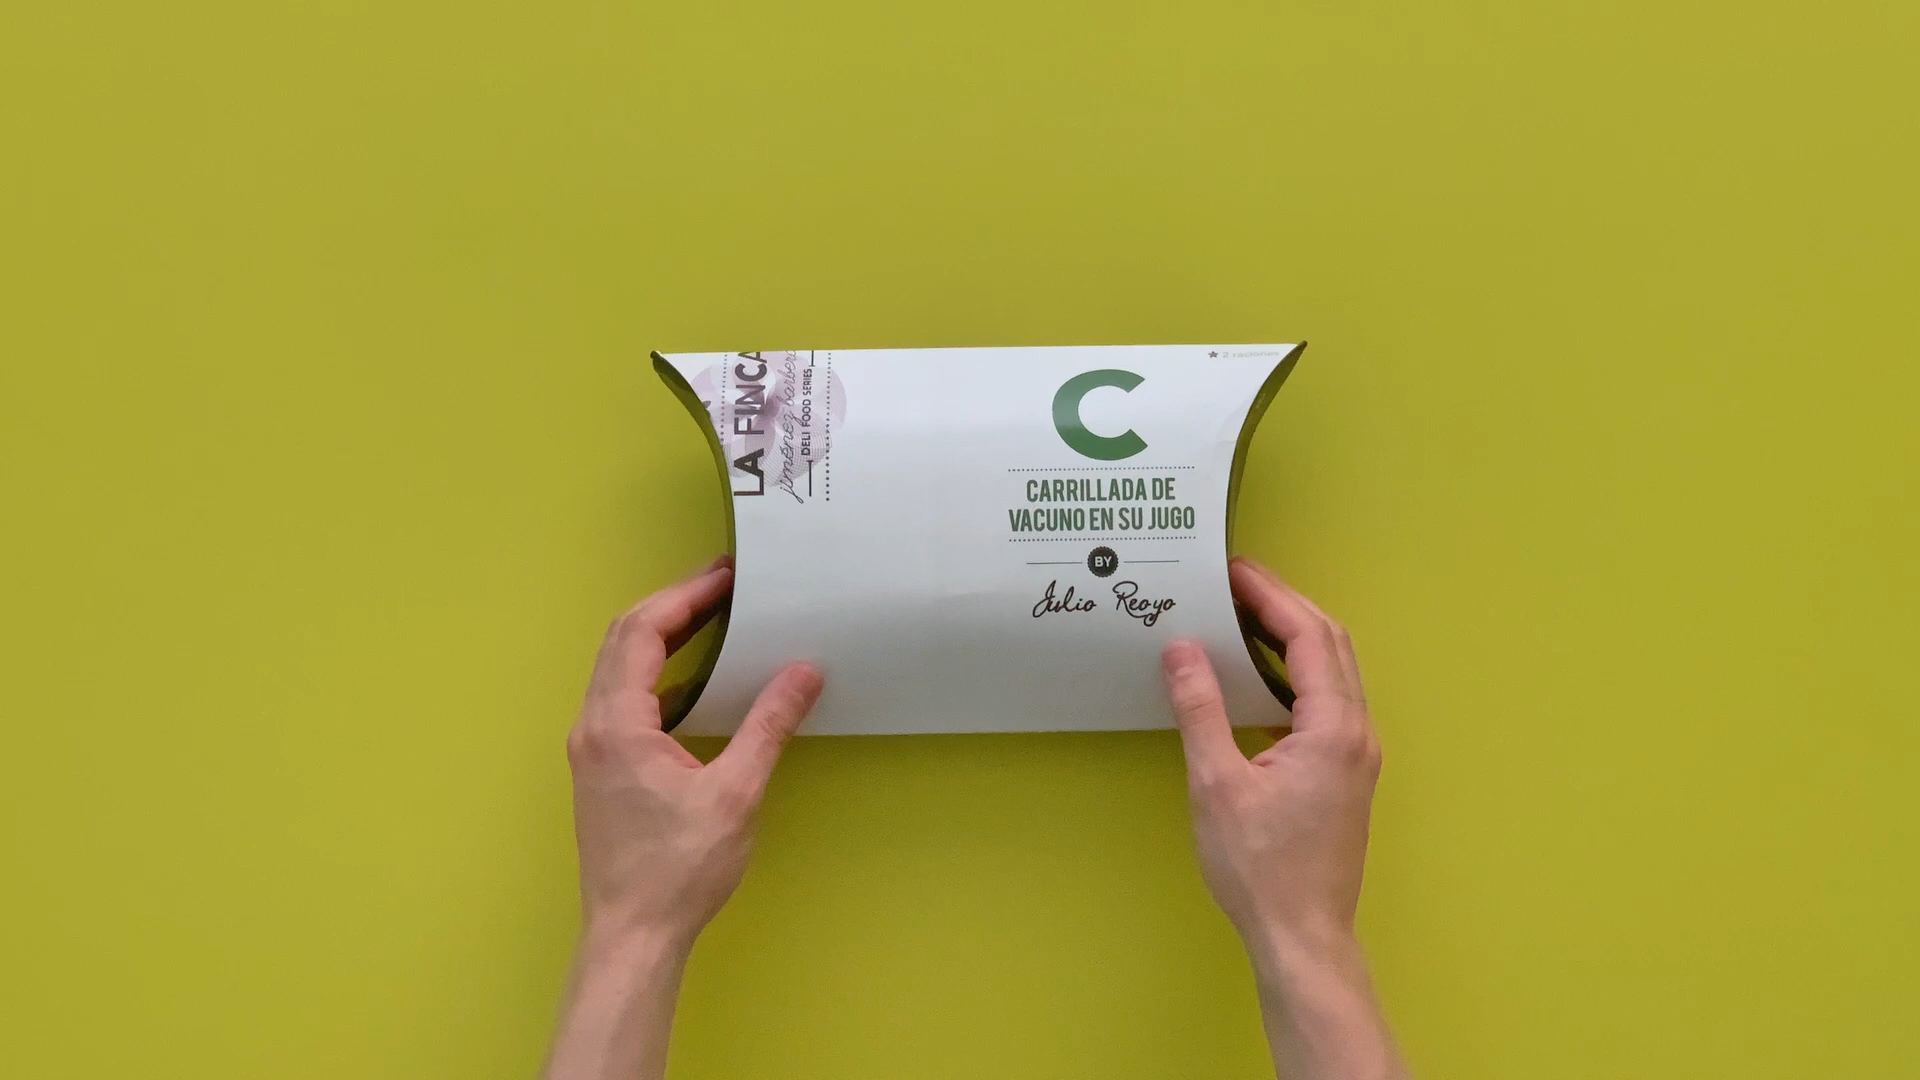 LA FINCA
jiménez barbero
DELI FOOD SERIES
★ 2 raciones
C
CARRILLADA DE
VACUNO EN SU JUGO
BY
Julio Reoyo